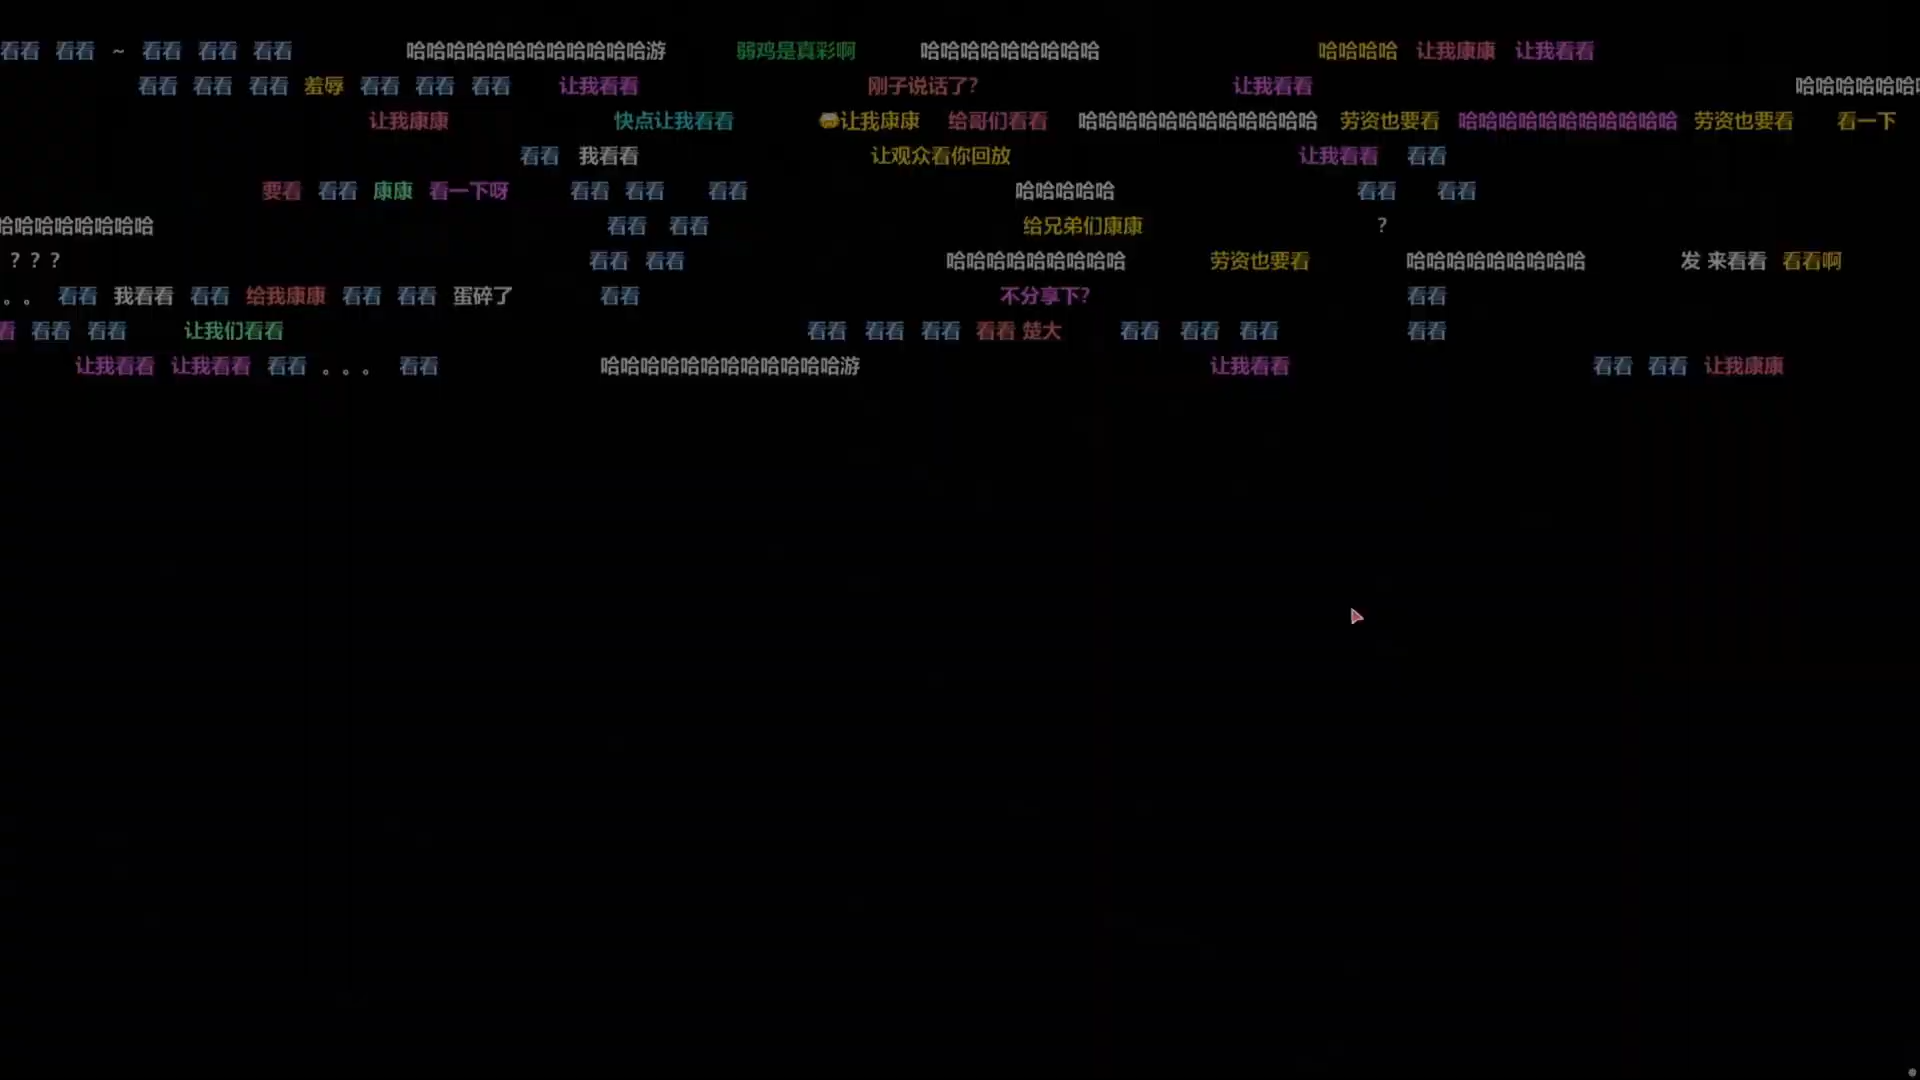 看看 看看 ~ 看看 看看 看看 哈哈哈哈哈哈哈哈哈哈哈哈游 弱鸡是真彩啊 哈哈哈哈哈哈哈哈哈 哈哈哈哈 让我康康 让我看看
看看 看看 看看 羞辱 看看 看看 看看 让我看看 刚子说话了? 让我看看 哈哈哈哈哈哈
让我康康 快点让我看看 让我康康 给哥们看看 哈哈哈哈哈哈哈哈哈哈哈哈 劳资也要看 哈哈哈哈哈哈哈哈哈哈哈 劳资也要看 看一下
看看 我看看 让观众看你回放 让我看看 看看
要看 看看 康康 看一下呀 看看 看看 看看 哈哈哈哈哈 看看 看看
哈哈哈哈哈哈哈哈 看看 看看 给兄弟们康康 ?
? ? ? 看看 看看 哈哈哈哈哈哈哈哈哈 劳资也要看 哈哈哈哈哈哈哈哈哈 发 来看看 看看啊
。。 看看 我看看 看看 给我康康 看看 看看 蛋碎了 看看 不分享下? 看看
看 看看 看看 让我们看看 看看 看看 看看 看看 楚大 看看 看看 看看 看看
让我看看 让我看看 看看 。。。 看看 哈哈哈哈哈哈哈哈哈哈哈哈游 让我看看 看看 看看 让我康康